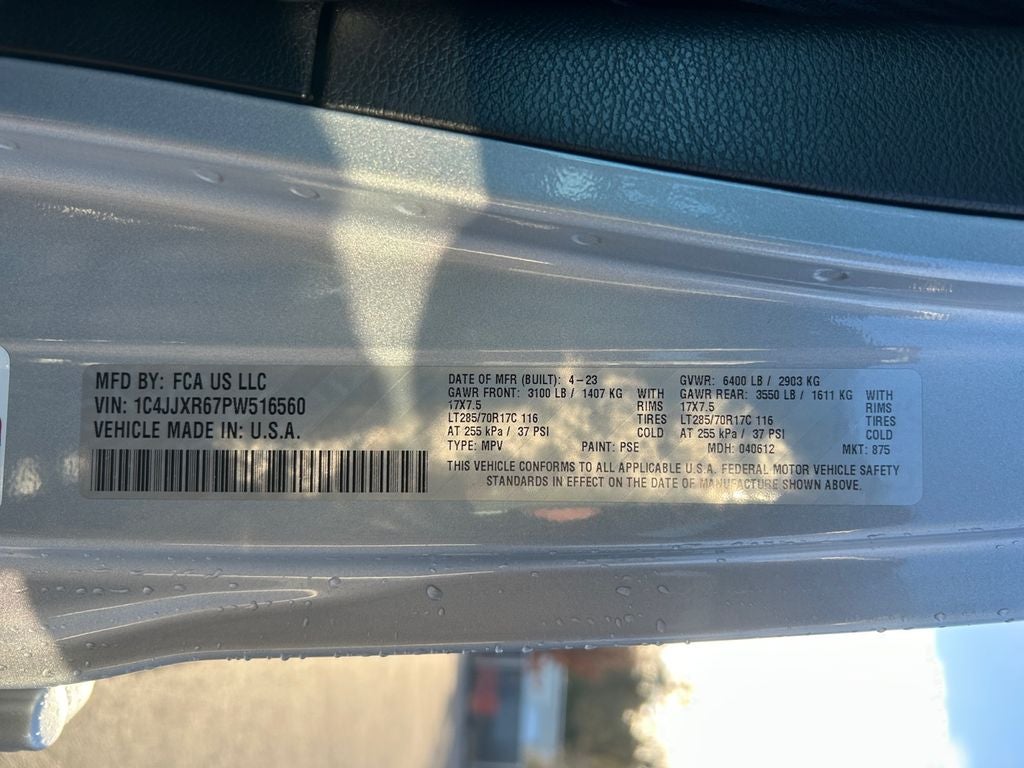 MFD BY: FCA US LLC
VIN: 1C4JJXR67PW516560
VEHICLE MADE IN: U.S.A.
DATE OF MFR (BUILT): 4-23
GAWR FRONT: 3100 LB / 1407 KG WITH
17X7.5 RIMS
LT285/70R17C 116 TIRES
AT 255 kPa / 37 PSI COLD
TYPE: MPV PAINT: PSE
GVWR: 6400 LB / 2903 KG
GAWR REAR: 3550 LB / 1611 KG WITH
17X7.5 RIMS
LT285/70R17C 116 TIRES
AT 255 kPa / 37 PSI COLD
MDH: 040612 MKT: 875
THIS VEHICLE CONFORMS TO ALL APPLICABLE U.S.A. FEDERAL MOTOR VEHICLE SAFETY
STANDARDS IN EFFECT ON THE DATE OF MANUFACTURE SHOWN ABOVE.